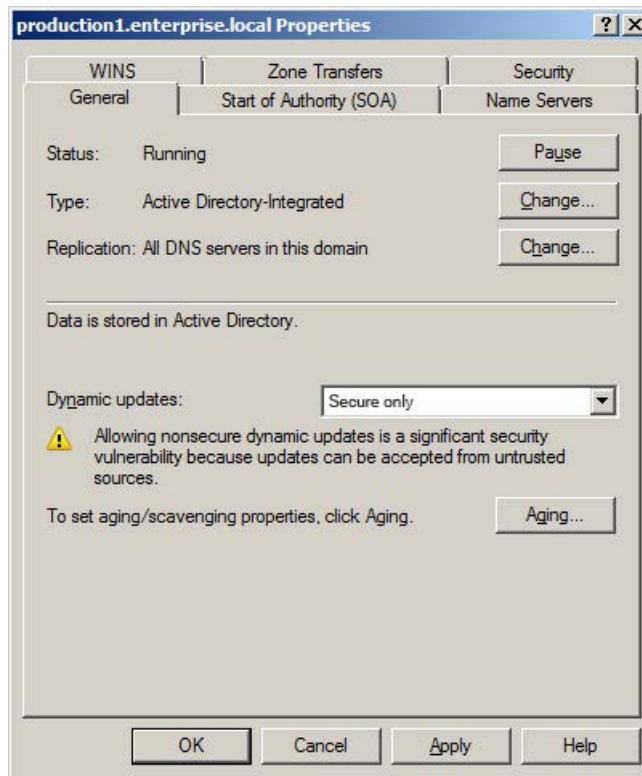 production1.enterprise.local Properties
WINS Zone Transfers Security
General Start of Authority (SOA) Name Servers
Status: Running Pause
Type: Active Directory-Integrated Change...
Replication: All DNS servers in this domain Change...
Data is stored in Active Directory.
Dynamic updates: Secure only
Allowing nonsecure dynamic updates is a significant security
vulnerability because updates can be accepted from untrusted
sources.
To set aging/scavenging properties, click Aging. Aging...
OK Cancel Apply Help